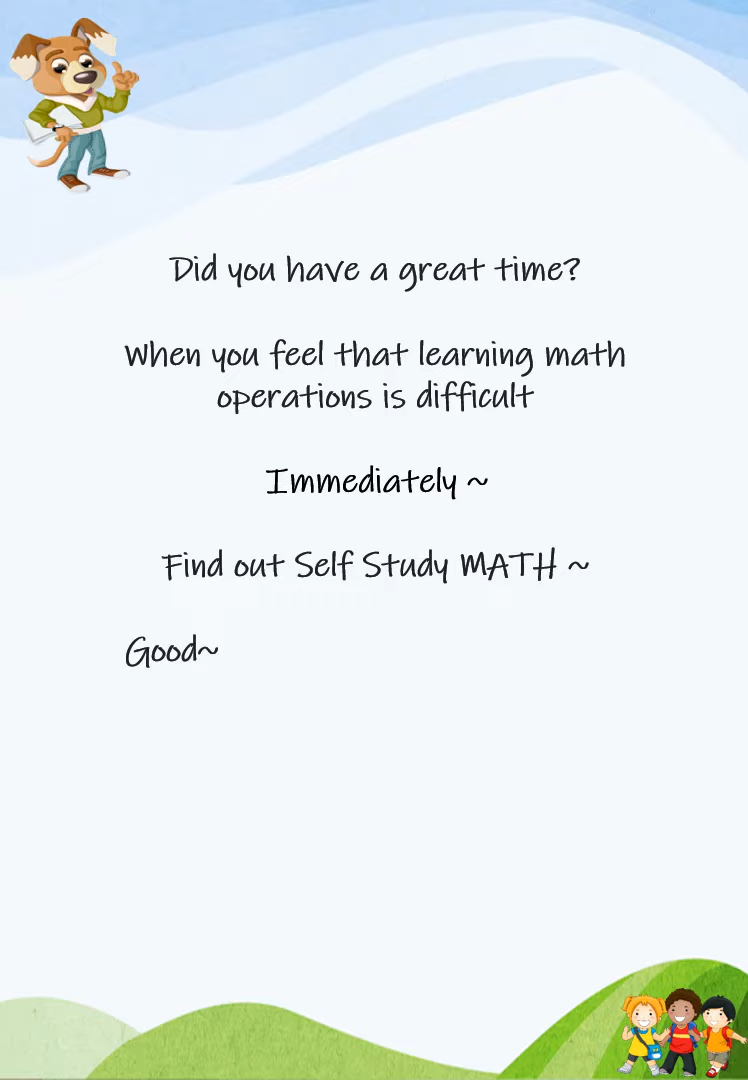 Did you have a great time?
When you feel that learning math
operations is difficult
Immediately ~
Find out Self Study MATH ~
Good~